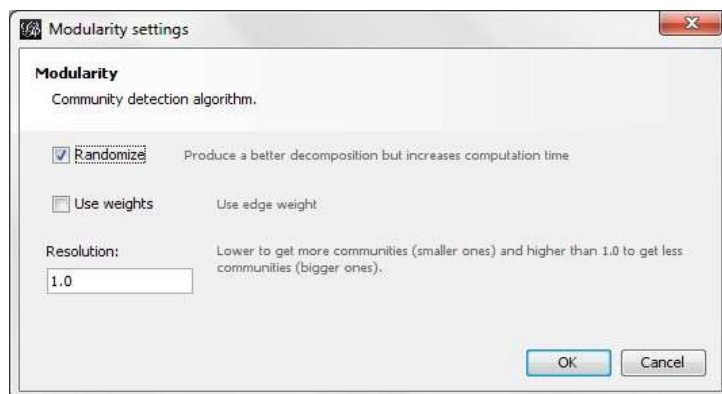 Modularity settings
Modularity
Community detection algorithm.
Randomize Produce a better decomposition but increases computation time
Use weights Use edge weight
Resolution: Lower to get more communities (smaller ones) and higher than 1.0 to get less
communities (bigger ones).
1.0
OK Cancel